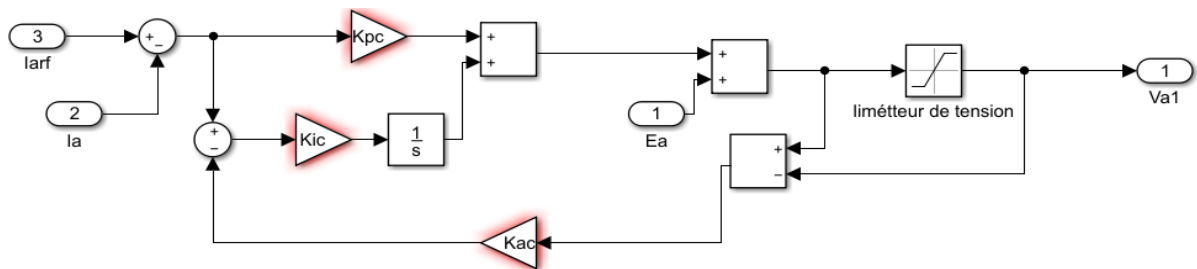 3
Iarf
2
Ia
+
−
Kpc
+
+
+
−
Kic
1
s
+
+
1
Ea
limétteur de tension
1
Va1
+
−
Kac